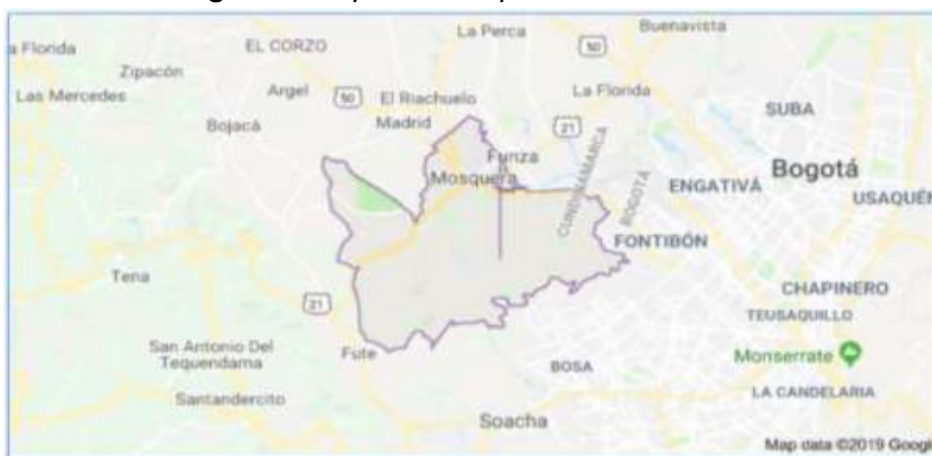 La Perca
Buenavista
a Florida
EL CORZO
50
Zipacón
Las Mercedes
Argel
50
El Riachuelo
La Florida
Madrid
Bojacá
21
SUBA
Funza
Mosquera
CUNDINAMARCA
BOGOTÁ
ENGATIVÁ
Bogotá
USAQUÉN
FONTIBÓN
Tena
21
CHAPINERO
TEUSAQUILLO
San Antonio Del
Tequendama
Fute
BOSA
Monserrate
Santandercito
LA CANDELARIA
Soacha
Map data ©2019 Google